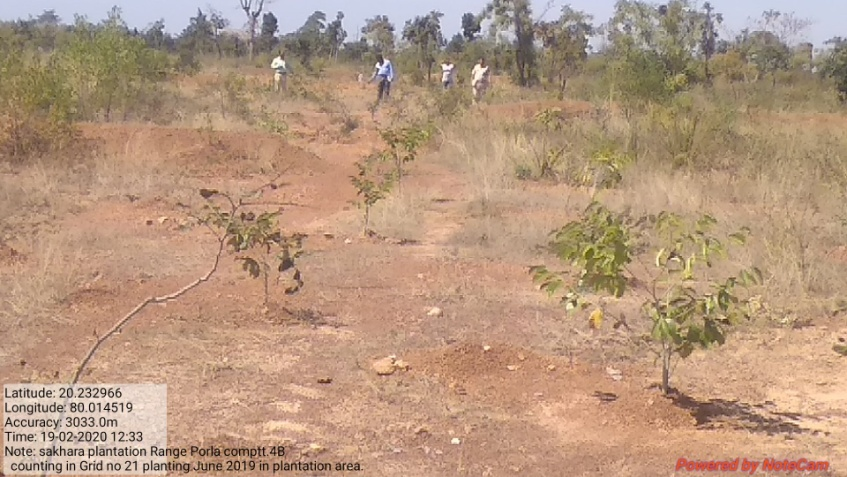 Latitude: 20.232966
Longitude: 80.014519
Accuracy: 3033.0m
Time: 19-02-2020 12:33
Note: sakhara plantation Range Porla comptt.4B
counting in Grid no 21 planting.June 2019 in plantation area.
Powered by NoteCam